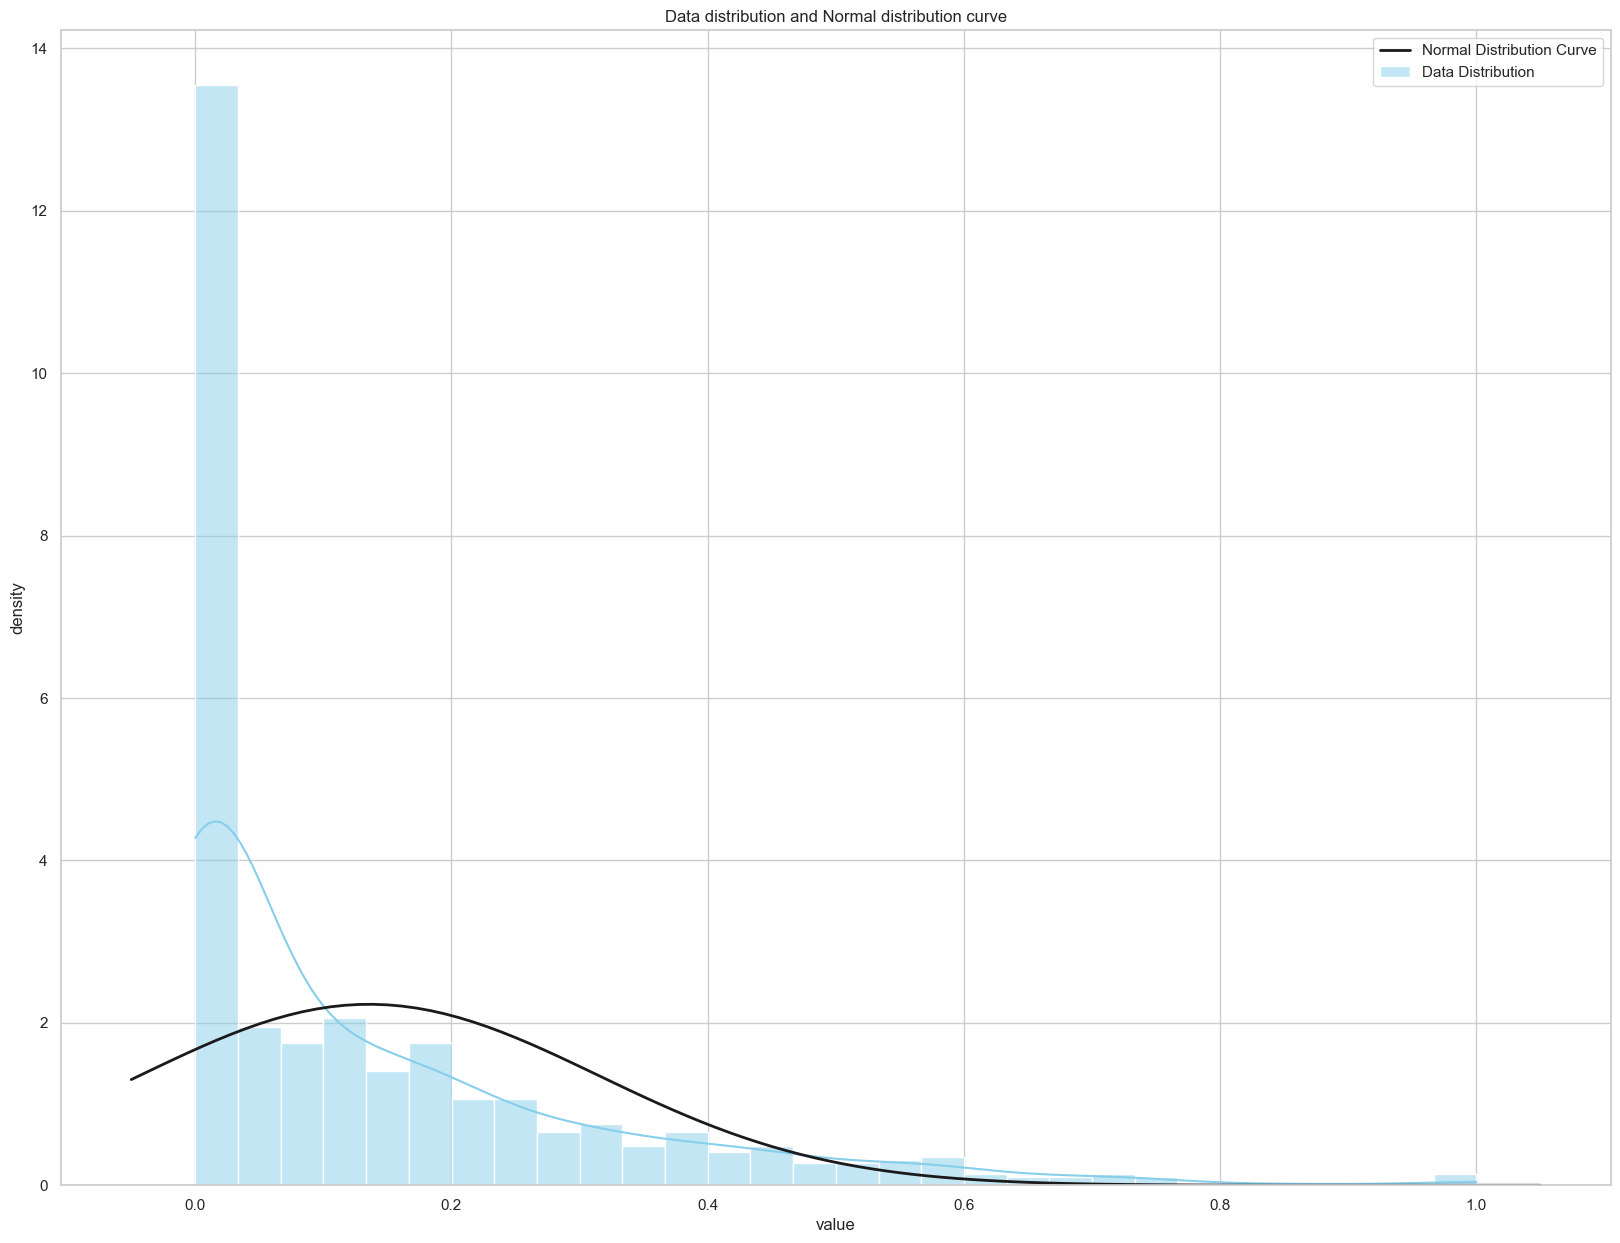 Data distribution and Normal distribution curve
Normal Distribution Curve
Data Distribution
14
12
10
8
6
4
2
0
density
0.0 0.2 0.4 0.6 0.8 1.0
value